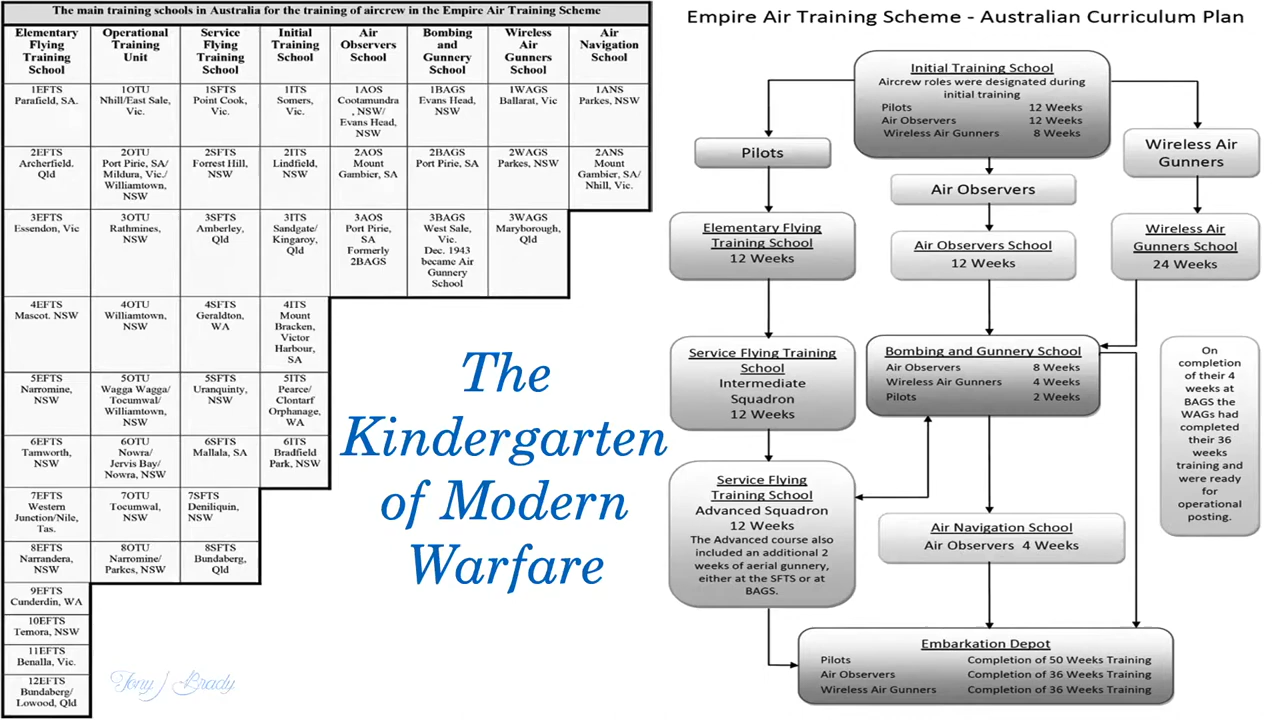 The main training schools in Australia for the training of aircrew in the Empire Air Training Scheme
Elementary
Flying
Training
School
Operational
Training
Unit
Service
Flying
Training
School
Initial
Training
School
Air
Observers
School
Bombing
and
Gunnery
School
Wireless
Air
Gunners
School
Air
Navigation
School
1EFTS
Parafield, SA.
1OTU
Nhill/East Sale,
Vic.
1SFTS
Point Cook,
Vic.
1ITS
Somers,
Vic.
1AOS
Cootamundra
, NSW/
Evans Head,
NSW
1BAGS
Evans Head,
NSW
1WAGS
Ballarat, Vic
1ANS
Parkes, NSW
2EFTS
Archerfield.
Qld
2OTU
Port Pirie, SA/
Mildura, Vic./
Williamtown,
NSW
2SFTS
Forrest Hill,
NSW
2ITS
Lindfield,
NSW
2AOS
Mount
Gambier, SA
2BAGS
Port Pirie, SA
2WAGS
Parkes, NSW
2ANS
Mount
Gambier, SA/
Nhill, Vic.
3EFTS
Essendon, Vic
3OTU
Rathmines,
NSW
3SFTS
Amberley,
Qld
3ITS
Sandgate/
Kingaroy,
Qld
3AOS
Port Pirie,
SA
Formerly
2BAGS
3BAGS
West Sale,
Vic.
Dec. 1943
became Air
Gunnery
School
3WAGS
Maryborough,
Qld
4EFTS
Mascot. NSW
4OTU
Williamtown,
NSW
4SFTS
Geraldton,
WA
4ITS
Mount
Bracken,
Victor
Harbour,
SA
5EFTS
Narromine,
NSW
5OTU
Wagga Wagga/
Tocumwal/
Williamtown,
NSW
5SFTS
Uranquinty,
NSW
5ITS
Pearce/
Clontarf
Orphanage,
WA
6EFTS
Tamworth,
NSW
6OTU
Nowra/
Jervis Bay/
Nowra, NSW
6SFTS
Mallala, SA
6ITS
Bradfield
Park, NSW
7EFTS
Western
Junction/Nile,
Tas.
7OTU
Tocumwal,
NSW
7SFTS
Deniliquin,
NSW
8EFTS
Narrandera,
NSW
8OTU
Narromine/
Parkes, NSW
8SFTS
Bundaberg,
Qld
9EFTS
Cunderdin, WA
10EFTS
Temora, NSW
11EFTS
Benalla, Vic.
12EFTS
Bundaberg/
Lowood, Qld
The
Kindergarten
of Modern
Warfare
Tony J Brady
Empire Air Training Scheme - Australian Curriculum Plan
Initial Training School
Aircrew roles were designated during
initial training
Pilots 12 Weeks
Air Observers 12 Weeks
Wireless Air Gunners 8 Weeks
Pilots
Air Observers
Wireless Air
Gunners
Elementary Flying
Training School
12 Weeks
Air Observers School
12 Weeks
Wireless Air
Gunners School
24 Weeks
Service Flying Training
School
Intermediate
Squadron
12 Weeks
Bombing and Gunnery School
Air Observers 8 Weeks
Wireless Air Gunners 4 Weeks
Pilots 2 Weeks
On
completion
of their 4
weeks at
BAGS the
WAGs had
completed
their 36
weeks
training and
were ready
for
operational
posting.
Service Flying
Training School
Advanced Squadron
12 Weeks
The Advanced course also
included an additional 2
weeks of aerial gunnery,
either at the SFTS or at
BAGS.
Air Navigation School
Air Observers 4 Weeks
Embarkation Depot
Pilots Completion of 50 Weeks Training
Air Observers Completion of 36 Weeks Training
Wireless Air Gunners Completion of 36 Weeks Training